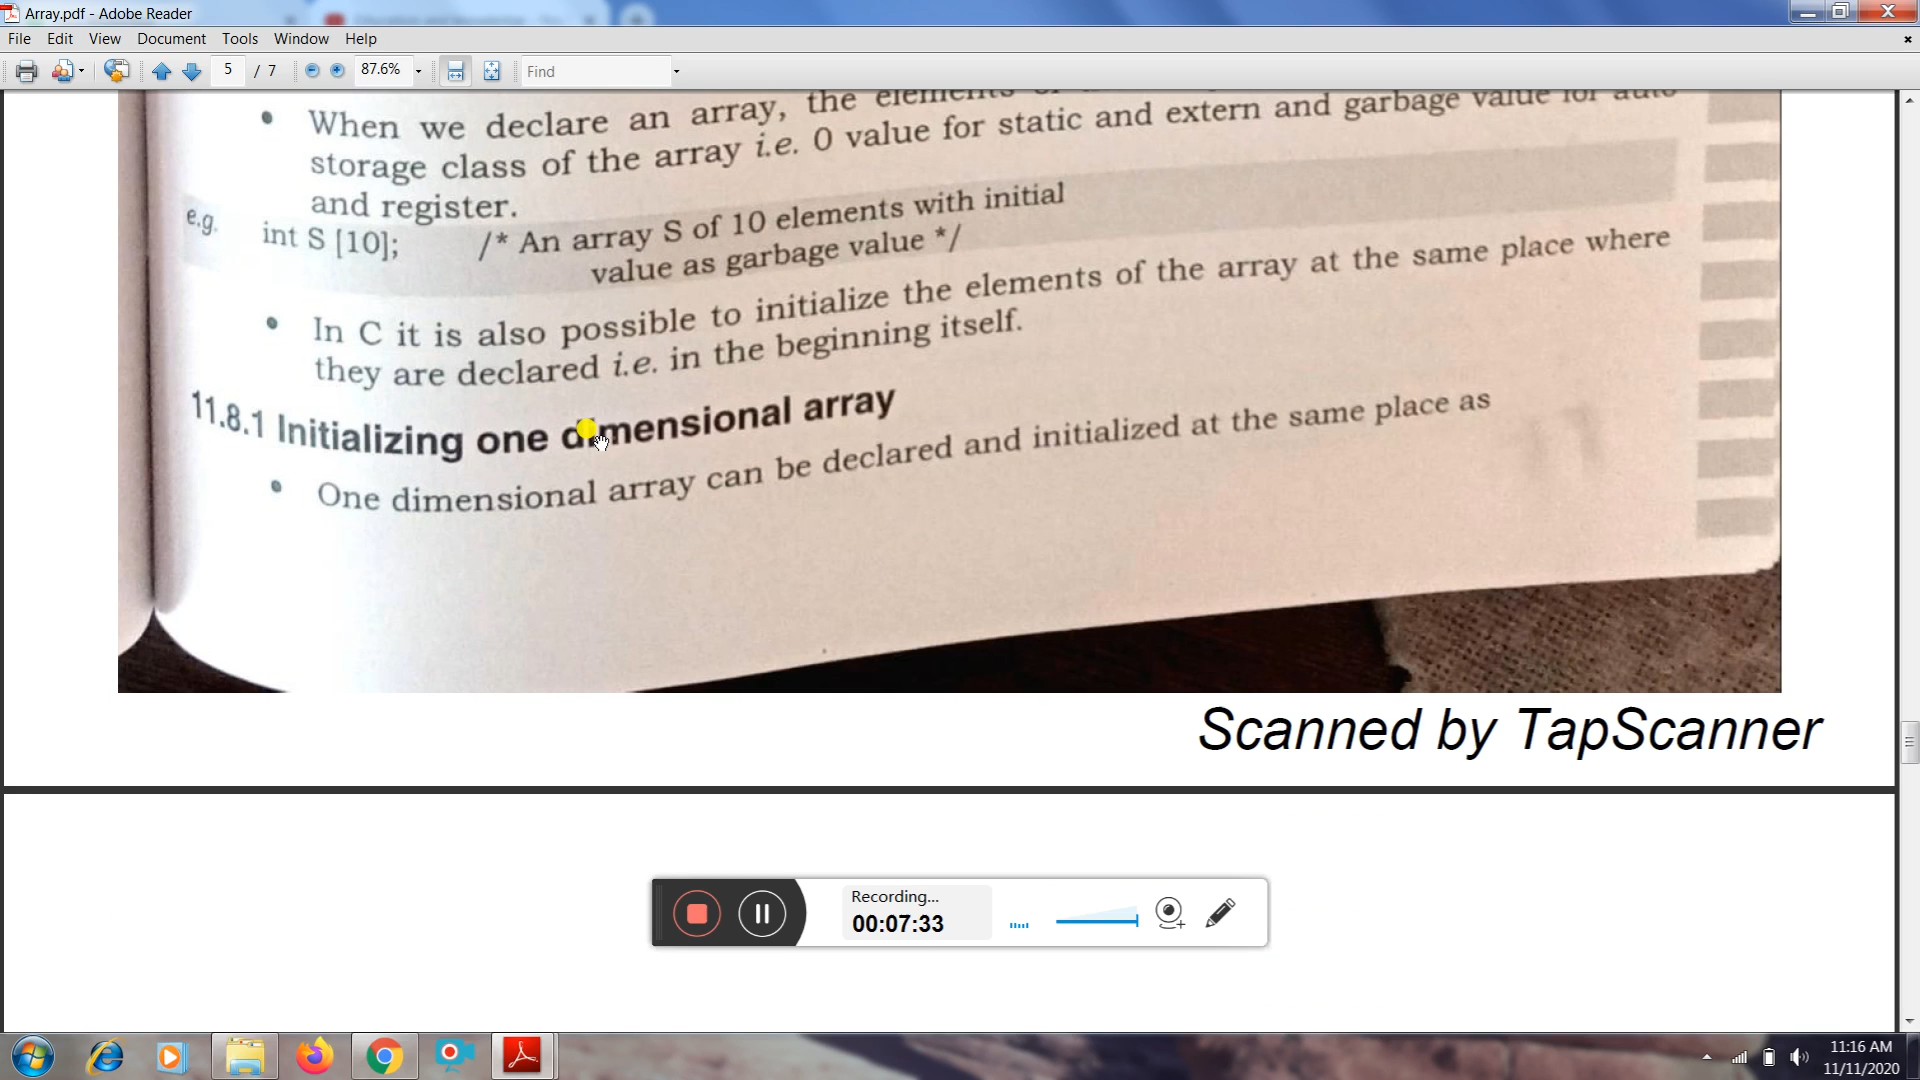 Array.pdf - Adobe Reader
File Edit View Document Tools Window Help
5 / 7 87.6% Find
• When we declare an array, the elements
storage class of the array i.e. 0 value for static and extern and garbage value for auto
and register.
e.g. int S [10]; /* An array S of 10 elements with initial
value as garbage value */
• In C it is also possible to initialize the elements of the array at the same place where
they are declared i.e. in the beginning itself.
11.8.1 Initializing one dimensional array
• One dimensional array can be declared and initialized at the same place as
Scanned by TapScanner
Recording...
00:07:33
11:16 AM
11/11/2020